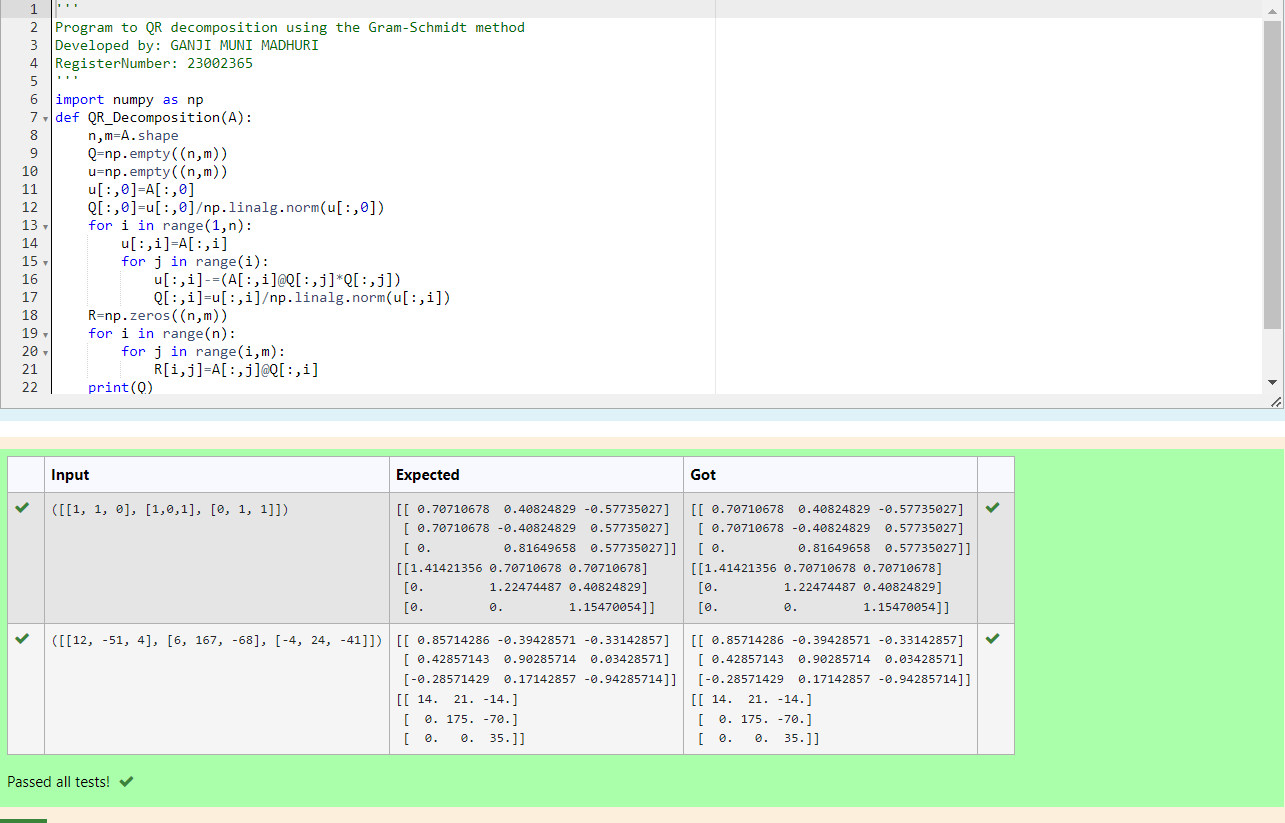 1 '''
2 Program to QR decomposition using the Gram-Schmidt method
3 Developed by: GANJI MUNI MADHURI
4 RegisterNumber: 23002365
5 '''
6 import numpy as np
7 def QR_Decomposition(A):
8     n,m=A.shape
9     Q=np.empty((n,m))
10     u=np.empty((n,m))
11     u[:,0]=A[:,0]
12     Q[:,0]=u[:,0]/np.linalg.norm(u[:,0])
13     for i in range(1,n):
14         u[:,i]=A[:,i]
15         for j in range(i):
16             u[:,i]-=(A[:,i]@Q[:,j]*Q[:,j])
17             Q[:,i]=u[:,i]/np.linalg.norm(u[:,i])
18     R=np.zeros((n,m))
19     for i in range(n):
20         for j in range(i,m):
21             R[i,j]=A[:,j]@Q[:,i]
22     print(Q)
Input Expected Got
([[1, 1, 0], [1,0,1], [0, 1, 1]]) [[ 0.70710678  0.40824829 -0.57735027] [[ 0.70710678  0.40824829 -0.57735027]
[ 0.70710678 -0.40824829  0.57735027] [ 0.70710678 -0.40824829  0.57735027]
[ 0.          0.81649658  0.57735027]] [ 0.          0.81649658  0.57735027]]
[[1.41421356 0.70710678 0.70710678] [[1.41421356 0.70710678 0.70710678]
[0.         1.22474487 0.40824829] [0.         1.22474487 0.40824829]
[0.         0.         1.15470054]] [0.         0.         1.15470054]]
([[12, -51, 4], [6, 167, -68], [-4, 24, -41]]) [[ 0.85714286 -0.39428571 -0.33142857] [[ 0.85714286 -0.39428571 -0.33142857]
[ 0.42857143  0.90285714  0.03428571] [ 0.42857143  0.90285714  0.03428571]
[-0.28571429  0.17142857 -0.94285714]] [-0.28571429  0.17142857 -0.94285714]]
[[ 14.  21. -14.] [[ 14.  21. -14.]
[  0. 175. -70.] [  0. 175. -70.]
[  0.   0.  35.]] [  0.   0.  35.]]
Passed all tests!